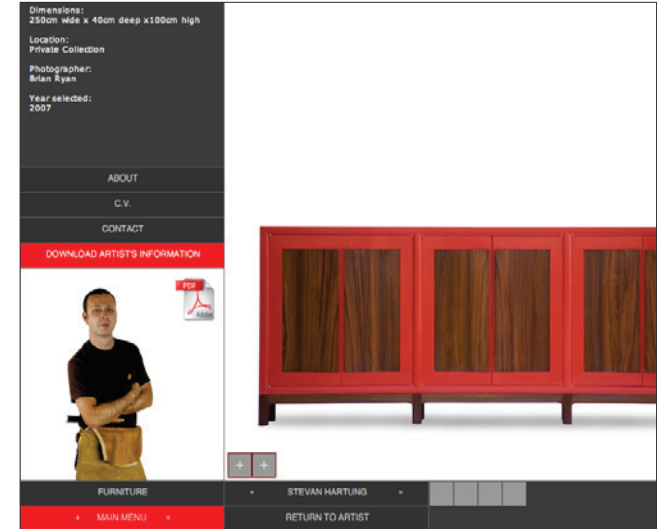 Dimensions:
250cm wide x 40cm deep x100cm high
Location:
Private Collection
Photographer:
Brian Ryan
Year selected:
2007
ABOUT
C.V.
CONTACT
DOWNLOAD ARTIST'S INFORMATION
PDF
Adobe
+ +
FURNITURE
- STEVAN HARTUNG -
+ MAIN MENU +
RETURN TO ARTIST